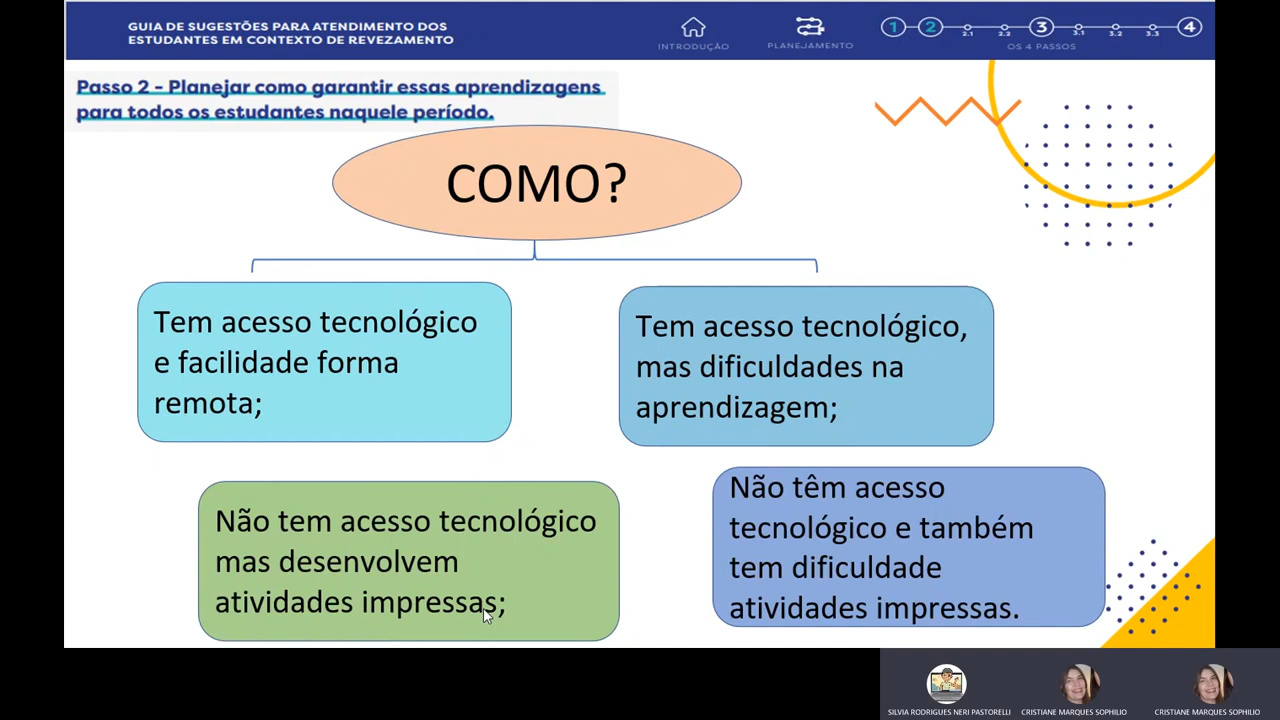 GUIA DE SUGESTÕES PARA ATENDIMENTO DOS
ESTUDANTES EM CONTEXTO DE REVEZAMENTO
INTRODUÇÃO
PLANEJAMENTO
1 2 2.1 2.2 3 3.1 3.2 3.3 4
OS 4 PASSOS
Passo 2 - Planejar como garantir essas aprendizagens
para todos os estudantes naquele período.
COMO?
Tem acesso tecnológico
e facilidade forma
remota;
Tem acesso tecnológico,
mas dificuldades na
aprendizagem;
Não tem acesso tecnológico
mas desenvolvem
atividades impressas;
Não têm acesso
tecnológico e também
tem dificuldade
atividades impressas.
SILVIA RODRIGUES NERI PASTORELLI
CRISTIANE MARQUES SOPHILIO
CRISTIANE MARQUES SOPHILIO